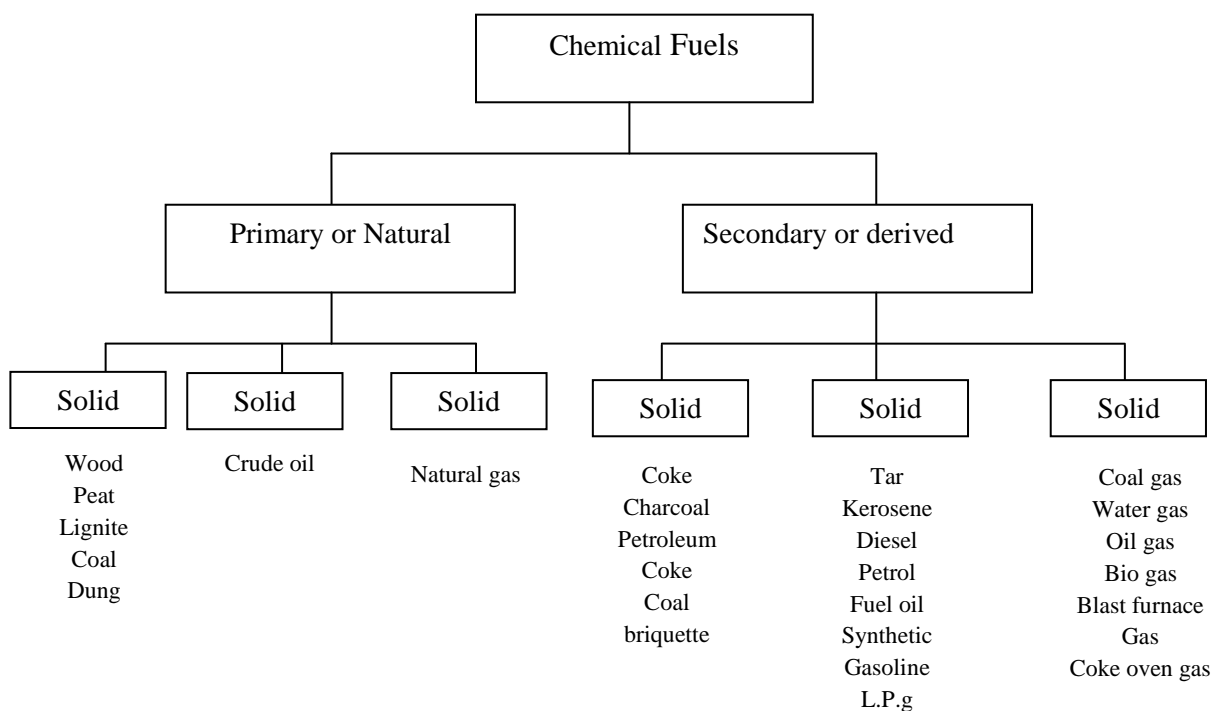 Chemical Fuels
Primary or Natural
Secondary or derived
Solid
Wood
Peat
Lignite
Coal
Dung
Solid
Crude oil
Solid
Natural gas
Solid
Coke
Charcoal
Petroleum
Coke
Coal
briquette
Solid
Tar
Kerosene
Diesel
Petrol
Fuel oil
Synthetic
Gasoline
L.P.g
Solid
Coal gas
Water gas
Oil gas
Bio gas
Blast furnace
Gas
Coke oven gas